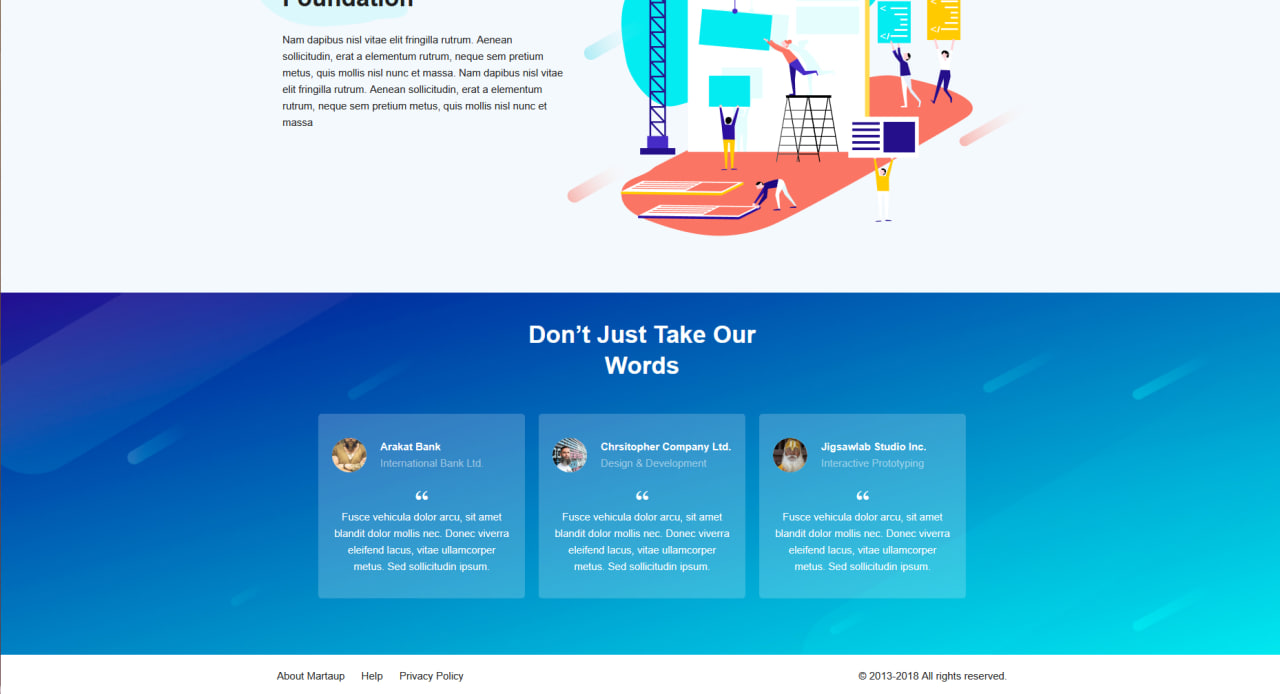 Foundation
Nam dapibus nisl vitae elit fringilla rutrum. Aenean
sollicitudin, erat a elementum rutrum, neque sem pretium
metus, quis mollis nisl nunc et massa. Nam dapibus nisl vitae
elit fringilla rutrum. Aenean sollicitudin, erat a elementum
rutrum, neque sem pretium metus, quis mollis nisl nunc et
massa
Don’t Just Take Our
Words
Arakat Bank
International Bank Ltd.
“
Fusce vehicula dolor arcu, sit amet
blandit dolor mollis nec. Donec viverra
eleifend lacus, vitae ullamcorper
metus. Sed sollicitudin ipsum.
Chrsitopher Company Ltd.
Design & Development
“
Fusce vehicula dolor arcu, sit amet
blandit dolor mollis nec. Donec viverra
eleifend lacus, vitae ullamcorper
metus. Sed sollicitudin ipsum.
Jigsawlab Studio Inc.
Interactive Prototyping
“
Fusce vehicula dolor arcu, sit amet
blandit dolor mollis nec. Donec viverra
eleifend lacus, vitae ullamcorper
metus. Sed sollicitudin ipsum.
About Martaup Help Privacy Policy
© 2013-2018 All rights reserved.